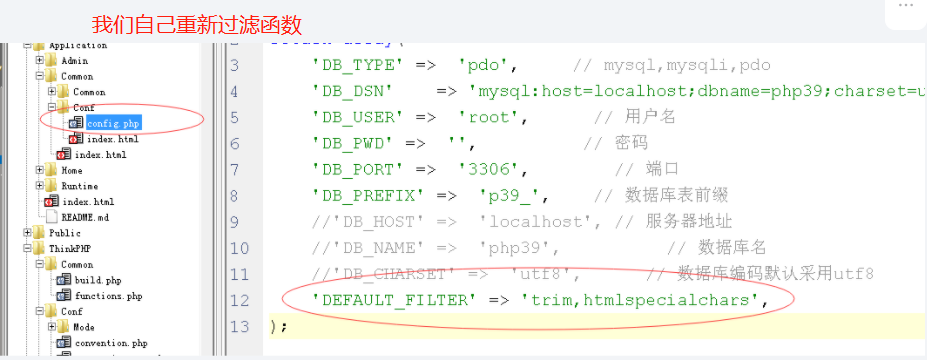 我们自己重新过滤函数
Application
Admin
Common
Common
Conf
config.php
index.html
index.html
Home
Runtime
index.html
README.md
Public
ThinkPHP
Common
build.php
functions.php
Conf
Mode
convention.php
3 'DB_TYPE' => 'pdo', // mysql,mysqli,pdo
4 'DB_DSN' => 'mysql:host=localhost;dbname=php39;charset=u
5 'DB_USER' => 'root', // 用户名
6 'DB_PWD' => '', // 密码
7 'DB_PORT' => '3306', // 端口
8 'DB_PREFIX' => 'p39_', // 数据库表前缀
9 //'DB_HOST' => 'localhost', // 服务器地址
10 //'DB_NAME' => 'php39', // 数据库名
11 //'DB_CHARSET' => 'utf8', // 数据库编码默认采用utf8
12 'DEFAULT_FILTER' => 'trim,htmlspecialchars',
13 );